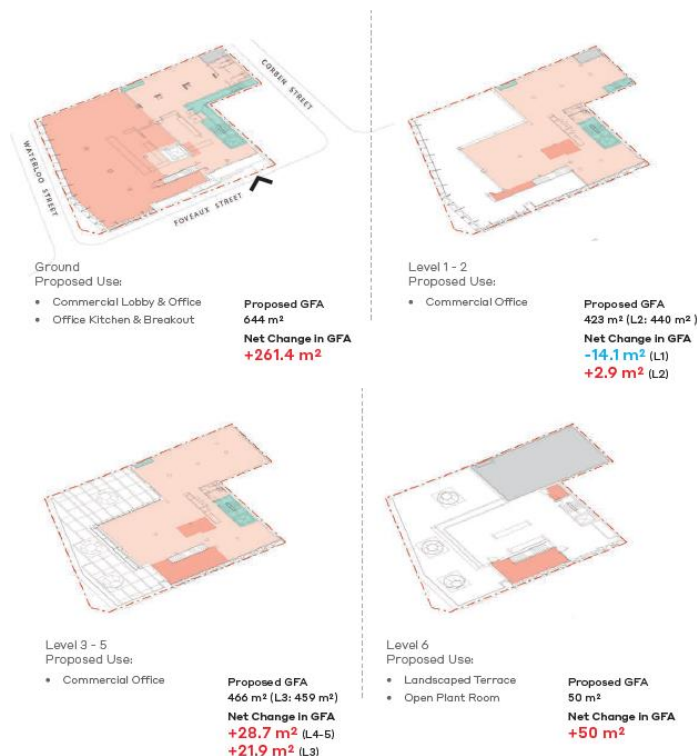 CORBEN STREET
WATERLOO STREET
FOVEAUX STREET
Ground
Proposed Use:
• Commercial Lobby & Office
• Office Kitchen & Breakout
Proposed GFA
644 m²
Net Change in GFA
+261.4 m²
Level 1 - 2
Proposed Use:
• Commercial Office
Proposed GFA
423 m² (L2: 440 m² )
Net Change in GFA
-14.1 m² (L1)
+2.9 m² (L2)
Level 3 - 5
Proposed Use:
• Commercial Office
Proposed GFA
466 m² (L3: 459 m²)
Net Change in GFA
+28.7 m² (L4-5)
+21.9 m² (L3)
Level 6
Proposed Use:
• Landscaped Terrace
• Open Plant Room
Proposed GFA
50 m²
Net Change in GFA
+50 m²